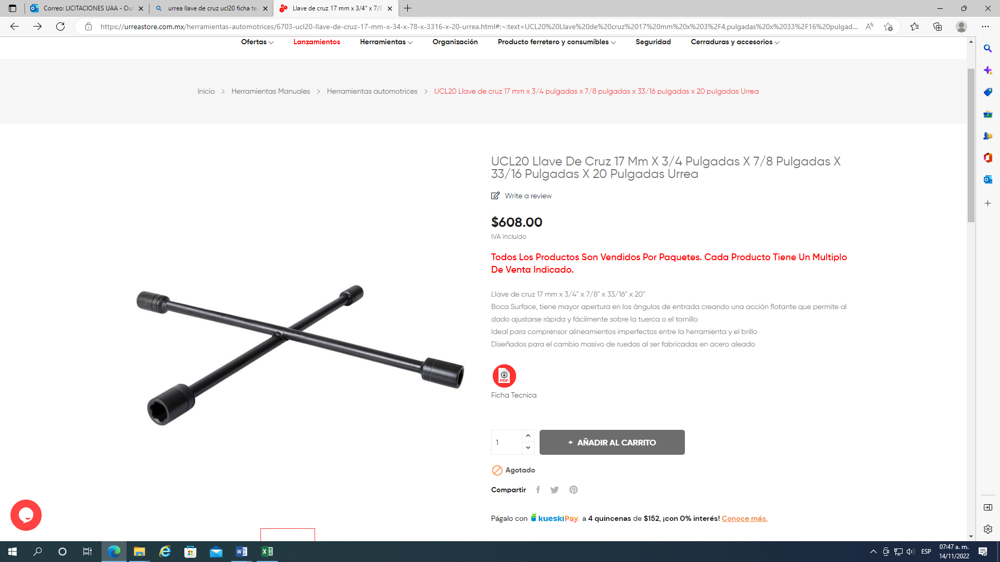 Correo: LICITACIONES UAA - Out
urrea llave de cruz ucl20 ficha te
Llave de cruz 17 mm x 3/4" x 7/8
https://urreastore.com.mx/herramientas-automotrices/6703-ucl20-llave-de-cruz-17-mm-x-34-x-78-x-3316-x-20-urrea.html#:~:text=UCL20%20Llave%20de%20cruz%2017%20mm%20x%203%2F4,pulgadas%20x%2033%2F16%20pulgad...
Ofertas
Lanzamientos
Herramientas
Organización
Producto ferretero y consumibles
Seguridad
Cerraduras y accesorios
Inicio > Herramientas Manuales > Herramientas automotrices > UCL20 Llave de cruz 17 mm x 3/4 pulgadas x 7/8 pulgadas x 33/16 pulgadas x 20 pulgadas Urrea
UCL20 Llave De Cruz 17 Mm X 3/4 Pulgadas X 7/8 Pulgadas X
33/16 Pulgadas X 20 Pulgadas Urrea
Write a review
$608.00
IVA incluido
Todos Los Productos Son Vendidos Por Paquetes. Cada Producto Tiene Un Multiplo
De Venta Indicado.
Llave de cruz 17 mm x 3/4" x 7/8" x 33/16" x 20"
Boca Surface, tiene mayor apertura en los ángulos de entrada creando una acción flotante que permite al
dado ajustarse rápida y fácilmente sobre la tuerca o el tornillo
Ideal para comprensor alineamientos imperfectos entre la herramienta y el brillo
Diseñados para el cambio masivo de ruedas al ser fabricadas en acero aleado
PDF
Ficha Tecnica
1
+ AÑADIR AL CARRITO
Agotado
Compartir
Págalo con kueskiPay a 4 quincenas de $152, ¡con 0% interés! Conoce más.
ESP
07:47 a. m.
14/11/2022